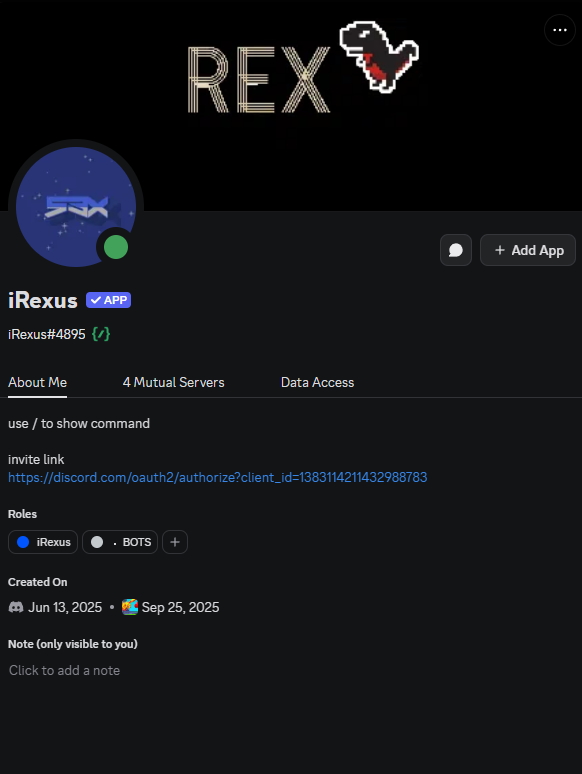 REX
S3X
Add App
iRexus
APP
iRexus#4895
About Me
4 Mutual Servers
Data Access
use / to show command
invite link
https://discord.com/oauth2/authorize?client_id=1383114211432988783
Roles
iRexus
. BOTS
Created On
Jun 13, 2025 • Sep 25, 2025
Note (only visible to you)
Click to add a note